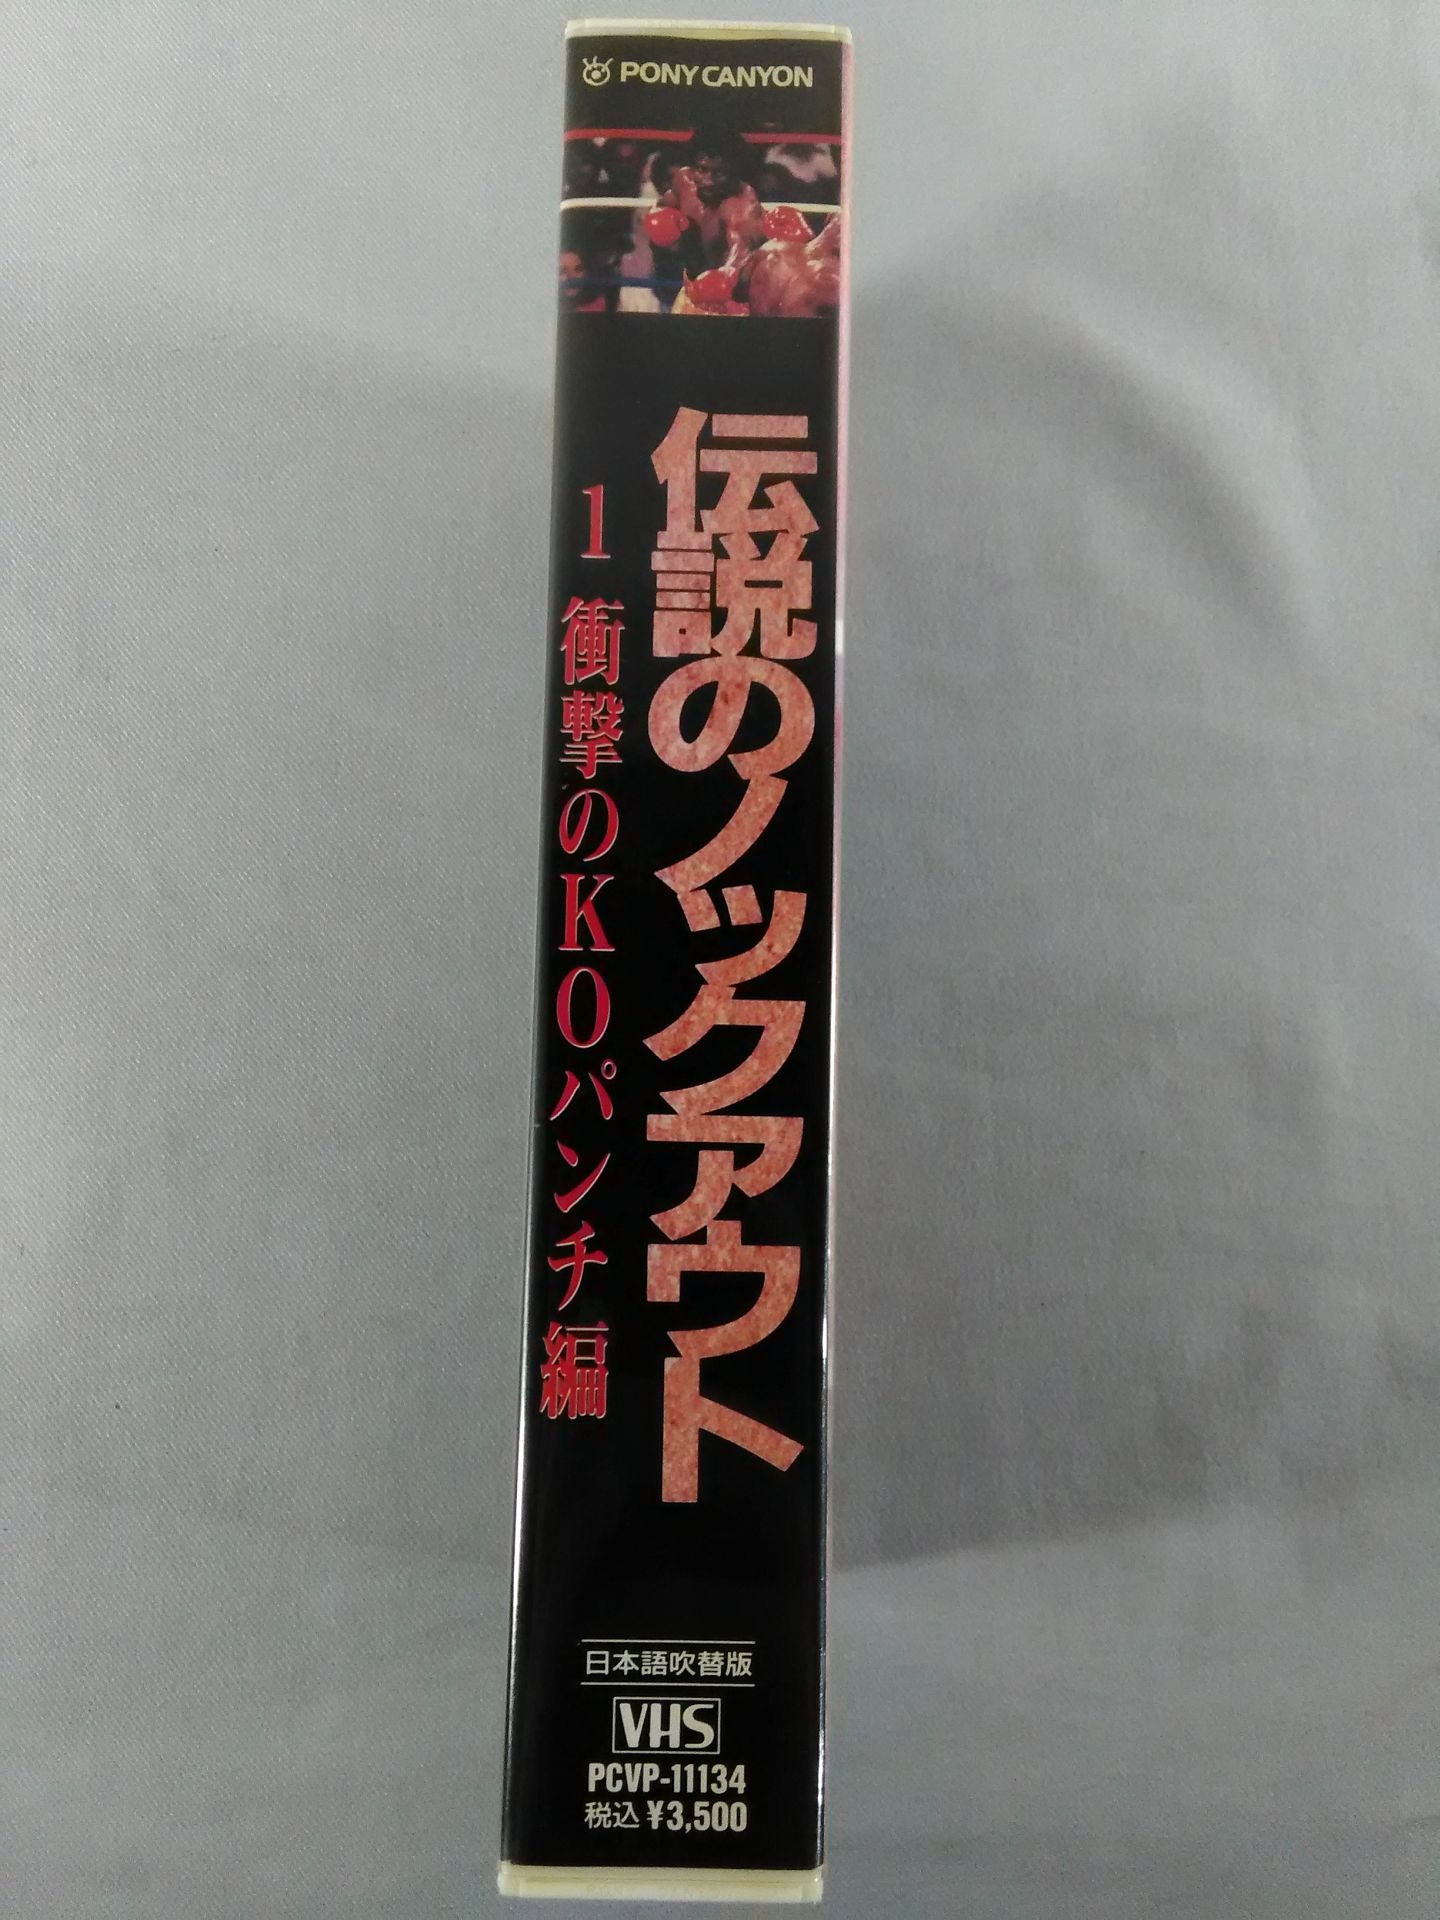 PONY CANYON
伝説のノックアウト
1 衝撃のKOパンチ編
日本語吹替版
VHS
PCVP-11134
税込¥3,500